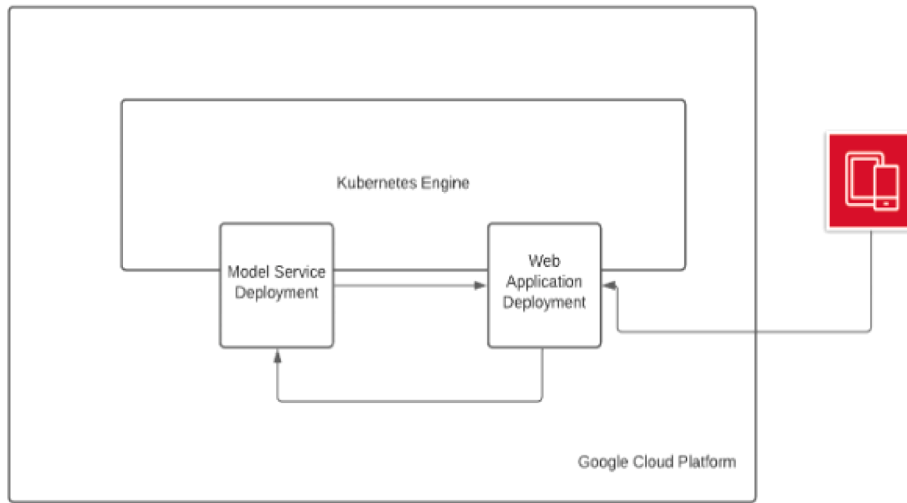 Kubernetes Engine
Model Service
Deployment
Web
Application
Deployment
Google Cloud Platform